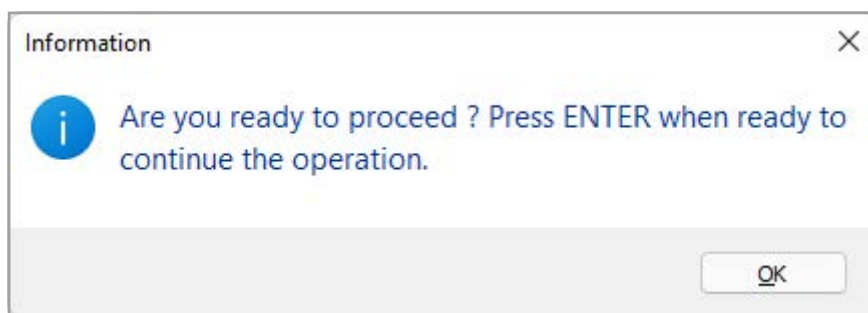 Information
Are you ready to proceed ? Press ENTER when ready to
continue the operation.
OK